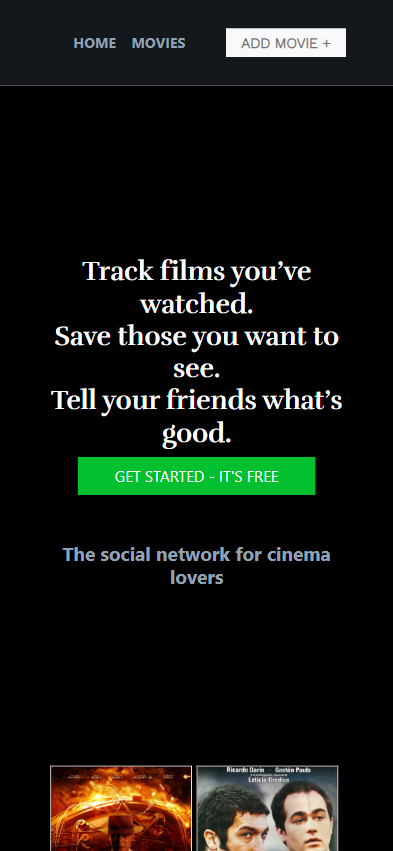 HOME MOVIES ADD MOVIE +
Track films you’ve
watched.
Save those you want to
see.
Tell your friends what’s
good.
GET STARTED - IT'S FREE
The social network for cinema
lovers
Ricardo Darín - Gastón Pauls
Leticia Brédice